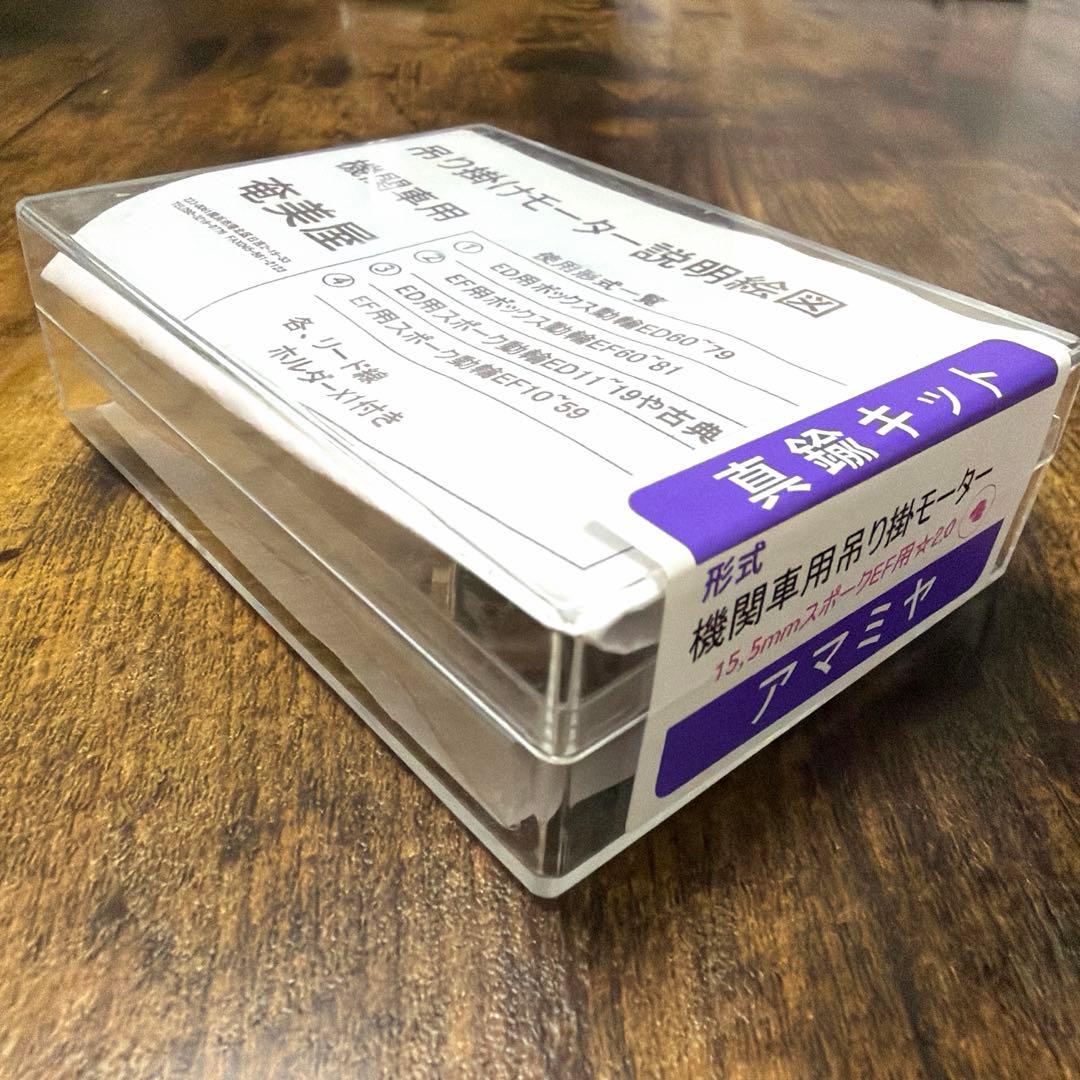 吊り掛けモーター説明絵図
機関車用
奄美屋
使用形式一覧
① ED用ボックス動輪ED60~79
② EF用ボックス動輪EF60~81
③ ED用スポーク動輪ED11~19や古典
④ EF用スポーク動輪EF10~59
各、リード線
ホルダーX1付き
真鍮キット
形式
機関車用吊り掛モーター
15,5mmスポークEF用☆2.0
アマミヤ